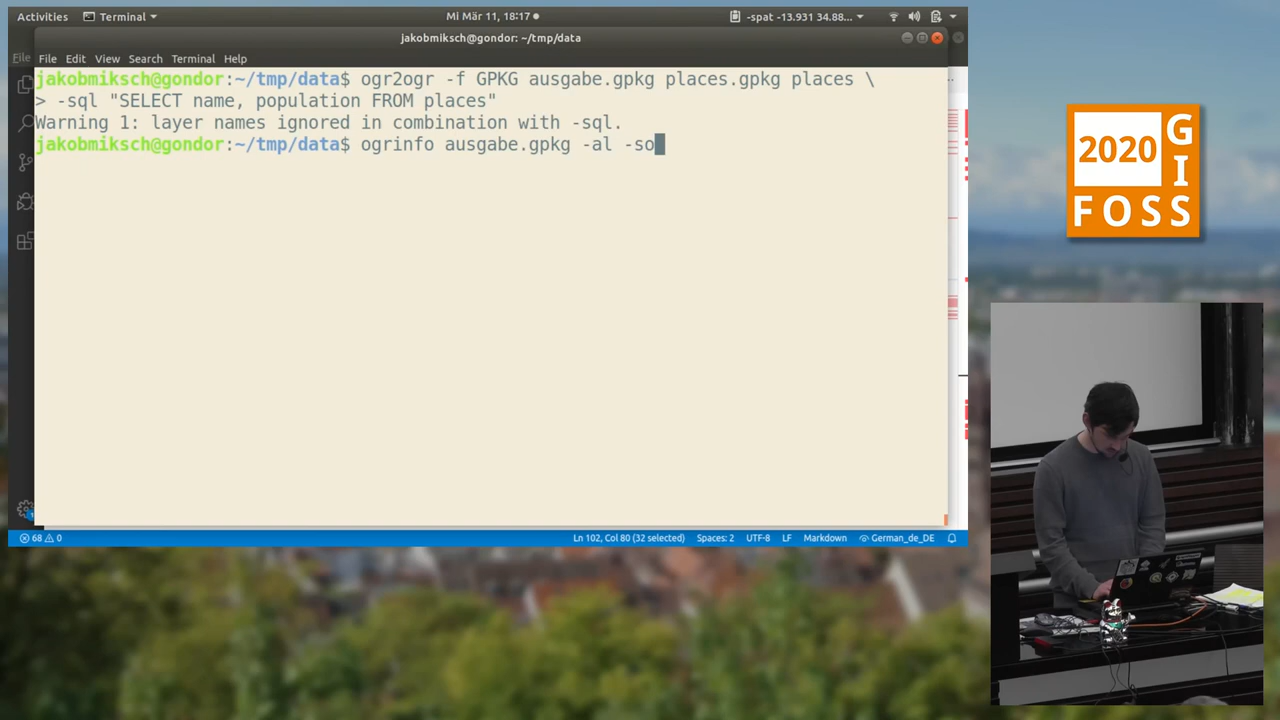 Activities Terminal Mi Mär 11, 18:17 -spat -13.931 34.88...
jakobmiksch@gondor: ~/tmp/data
File File Edit View Search Terminal Help
jakobmiksch@gondor:~/tmp/data$ ogr2ogr -f GPKG ausgabe.gpkg places.gpkg places \
> -sql "SELECT name, population FROM places"
Warning 1: layer names ignored in combination with -sql.
jakobmiksch@gondor:~/tmp/data$ ogrinfo ausgabe.gpkg -al -so
68 0 Ln 102, Col 80 (32 selected) Spaces: 2 UTF-8 LF Markdown German_de_DE
2020
GIS
FOSS